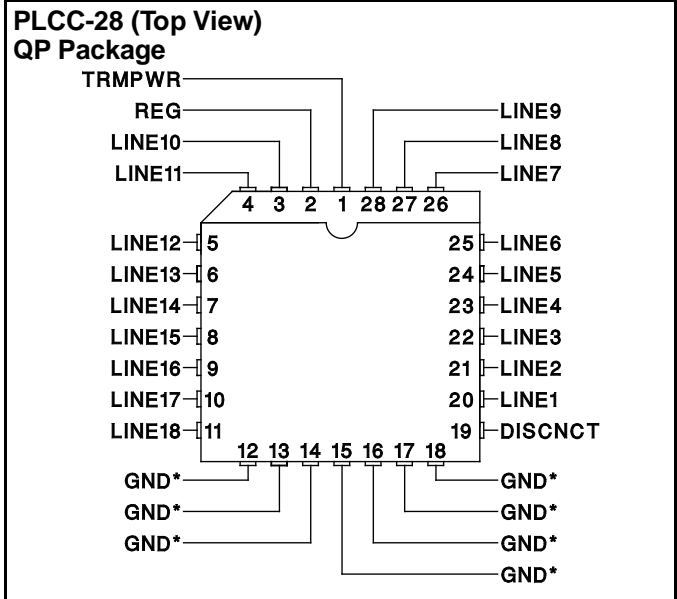 PLCC-28 (Top View)
QP Package
TRMPWR
REG LINE9
LINE10 LINE8
LINE11 LINE7
4 3 2 1 28 27 26
LINE12 5 25 LINE6
LINE13 6 24 LINE5
LINE14 7 23 LINE4
LINE15 8 22 LINE3
LINE16 9 21 LINE2
LINE17 10 20 LINE1
LINE18 11 19 DISCNCT
12 13 14 15 16 17 18
GND* GND*
GND* GND*
GND* GND*
GND*